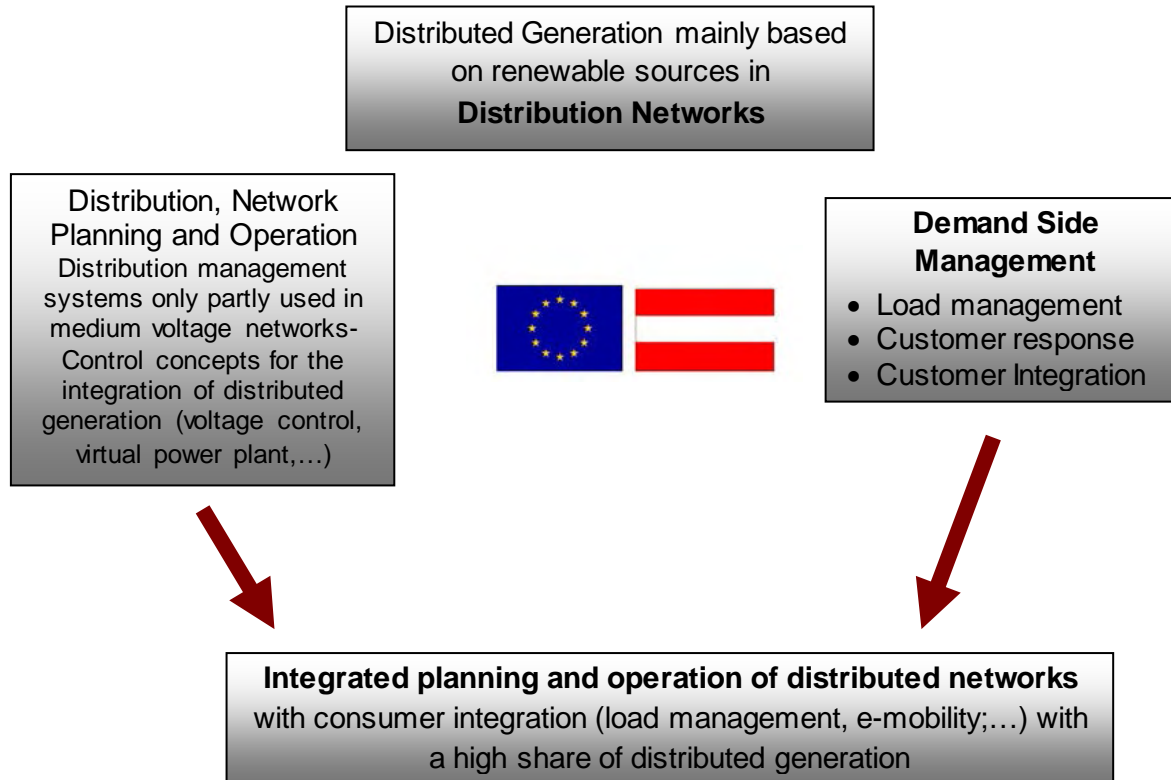 Distributed Generation mainly based
on renewable sources in
Distribution Networks
Distribution, Network
Planning and Operation
Distribution management
systems only partly used in
medium voltage networks-
Control concepts for the
integration of distributed
generation (voltage control,
virtual power plant,…)
Demand Side
Management
• Load management
• Customer response
• Customer Integration
Integrated planning and operation of distributed networks
with consumer integration (load management, e-mobility;…) with
a high share of distributed generation